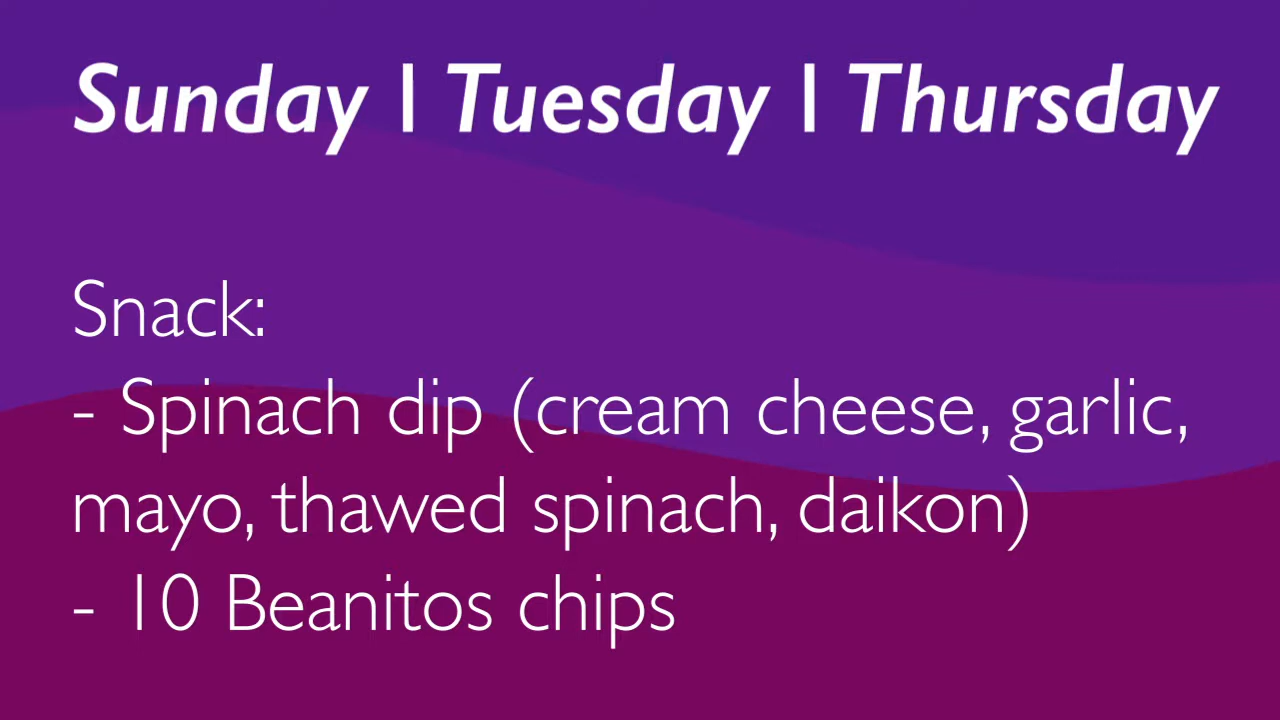 Sunday | Tuesday | Thursday
Snack:
- Spinach dip (cream cheese, garlic,
mayo, thawed spinach, daikon)
- 10 Beanitos chips